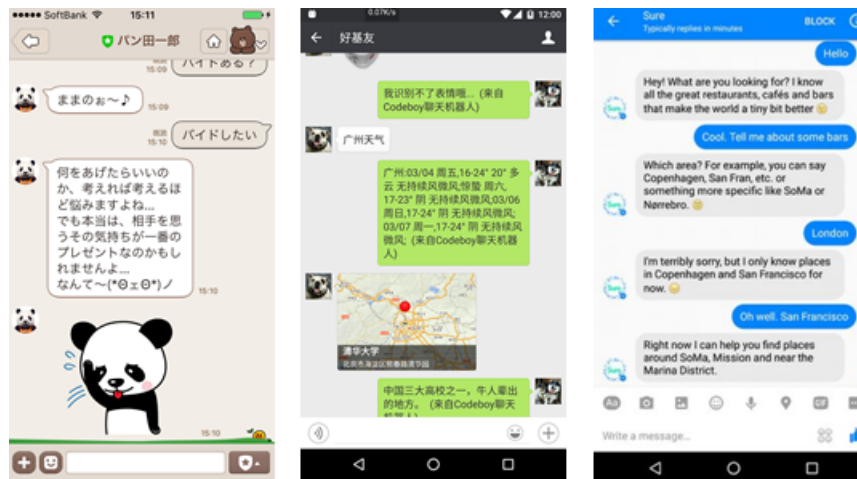 SoftBank 15:11
パン田一郎
バイトある？
15:09
ままのぉ〜♪
15:09
既読
15:10
バイドしたい
何をあげたらいいの
か、考えれば考えるほ
ど悩みますよね...
でも本当は、相手を思
うその気持ちが一番の
プレゼントなのかもし
れませんよ...
なんて〜(*Θェ Θ*)ノ
15:10
15:10
0.07K/s 12:00
好基友
我识别不了表情哦... (来自
Codeboy聊天机器人)
广州天气
广州:03/04 周五,16-24° 20° 多
云 无持续风微风;惊蛰 周六,
17-23° 阴 无持续风微风;03/06
周日,17-24° 阴 无持续风微风;
03/07 周一,17-24° 阴 无持续风
微风; (来自Codeboy聊天机器
人)
清华大学
中国三大高校之一，牛人辈出
的地方。 (来自Codeboy聊天
机器人)
Sure
Typically replies in minutes
BLOCK
Hello
Hey! What are you looking for? I know
all the great restaurants, cafés and bars
that make the world a tiny bit better
Cool. Tell me about some bars
Which area? For example, you can say
Copenhagen, San Fran, etc. or
something more specific like SoMa or
Nørrebro.
London
I'm terribly sorry, but I only know places
in Copenhagen and San Francisco for
now.
Oh well. San Francisco
Right now I can help you find places
around SoMa, Mission and near the
Marina District.
Aa
GIF
Write a message...